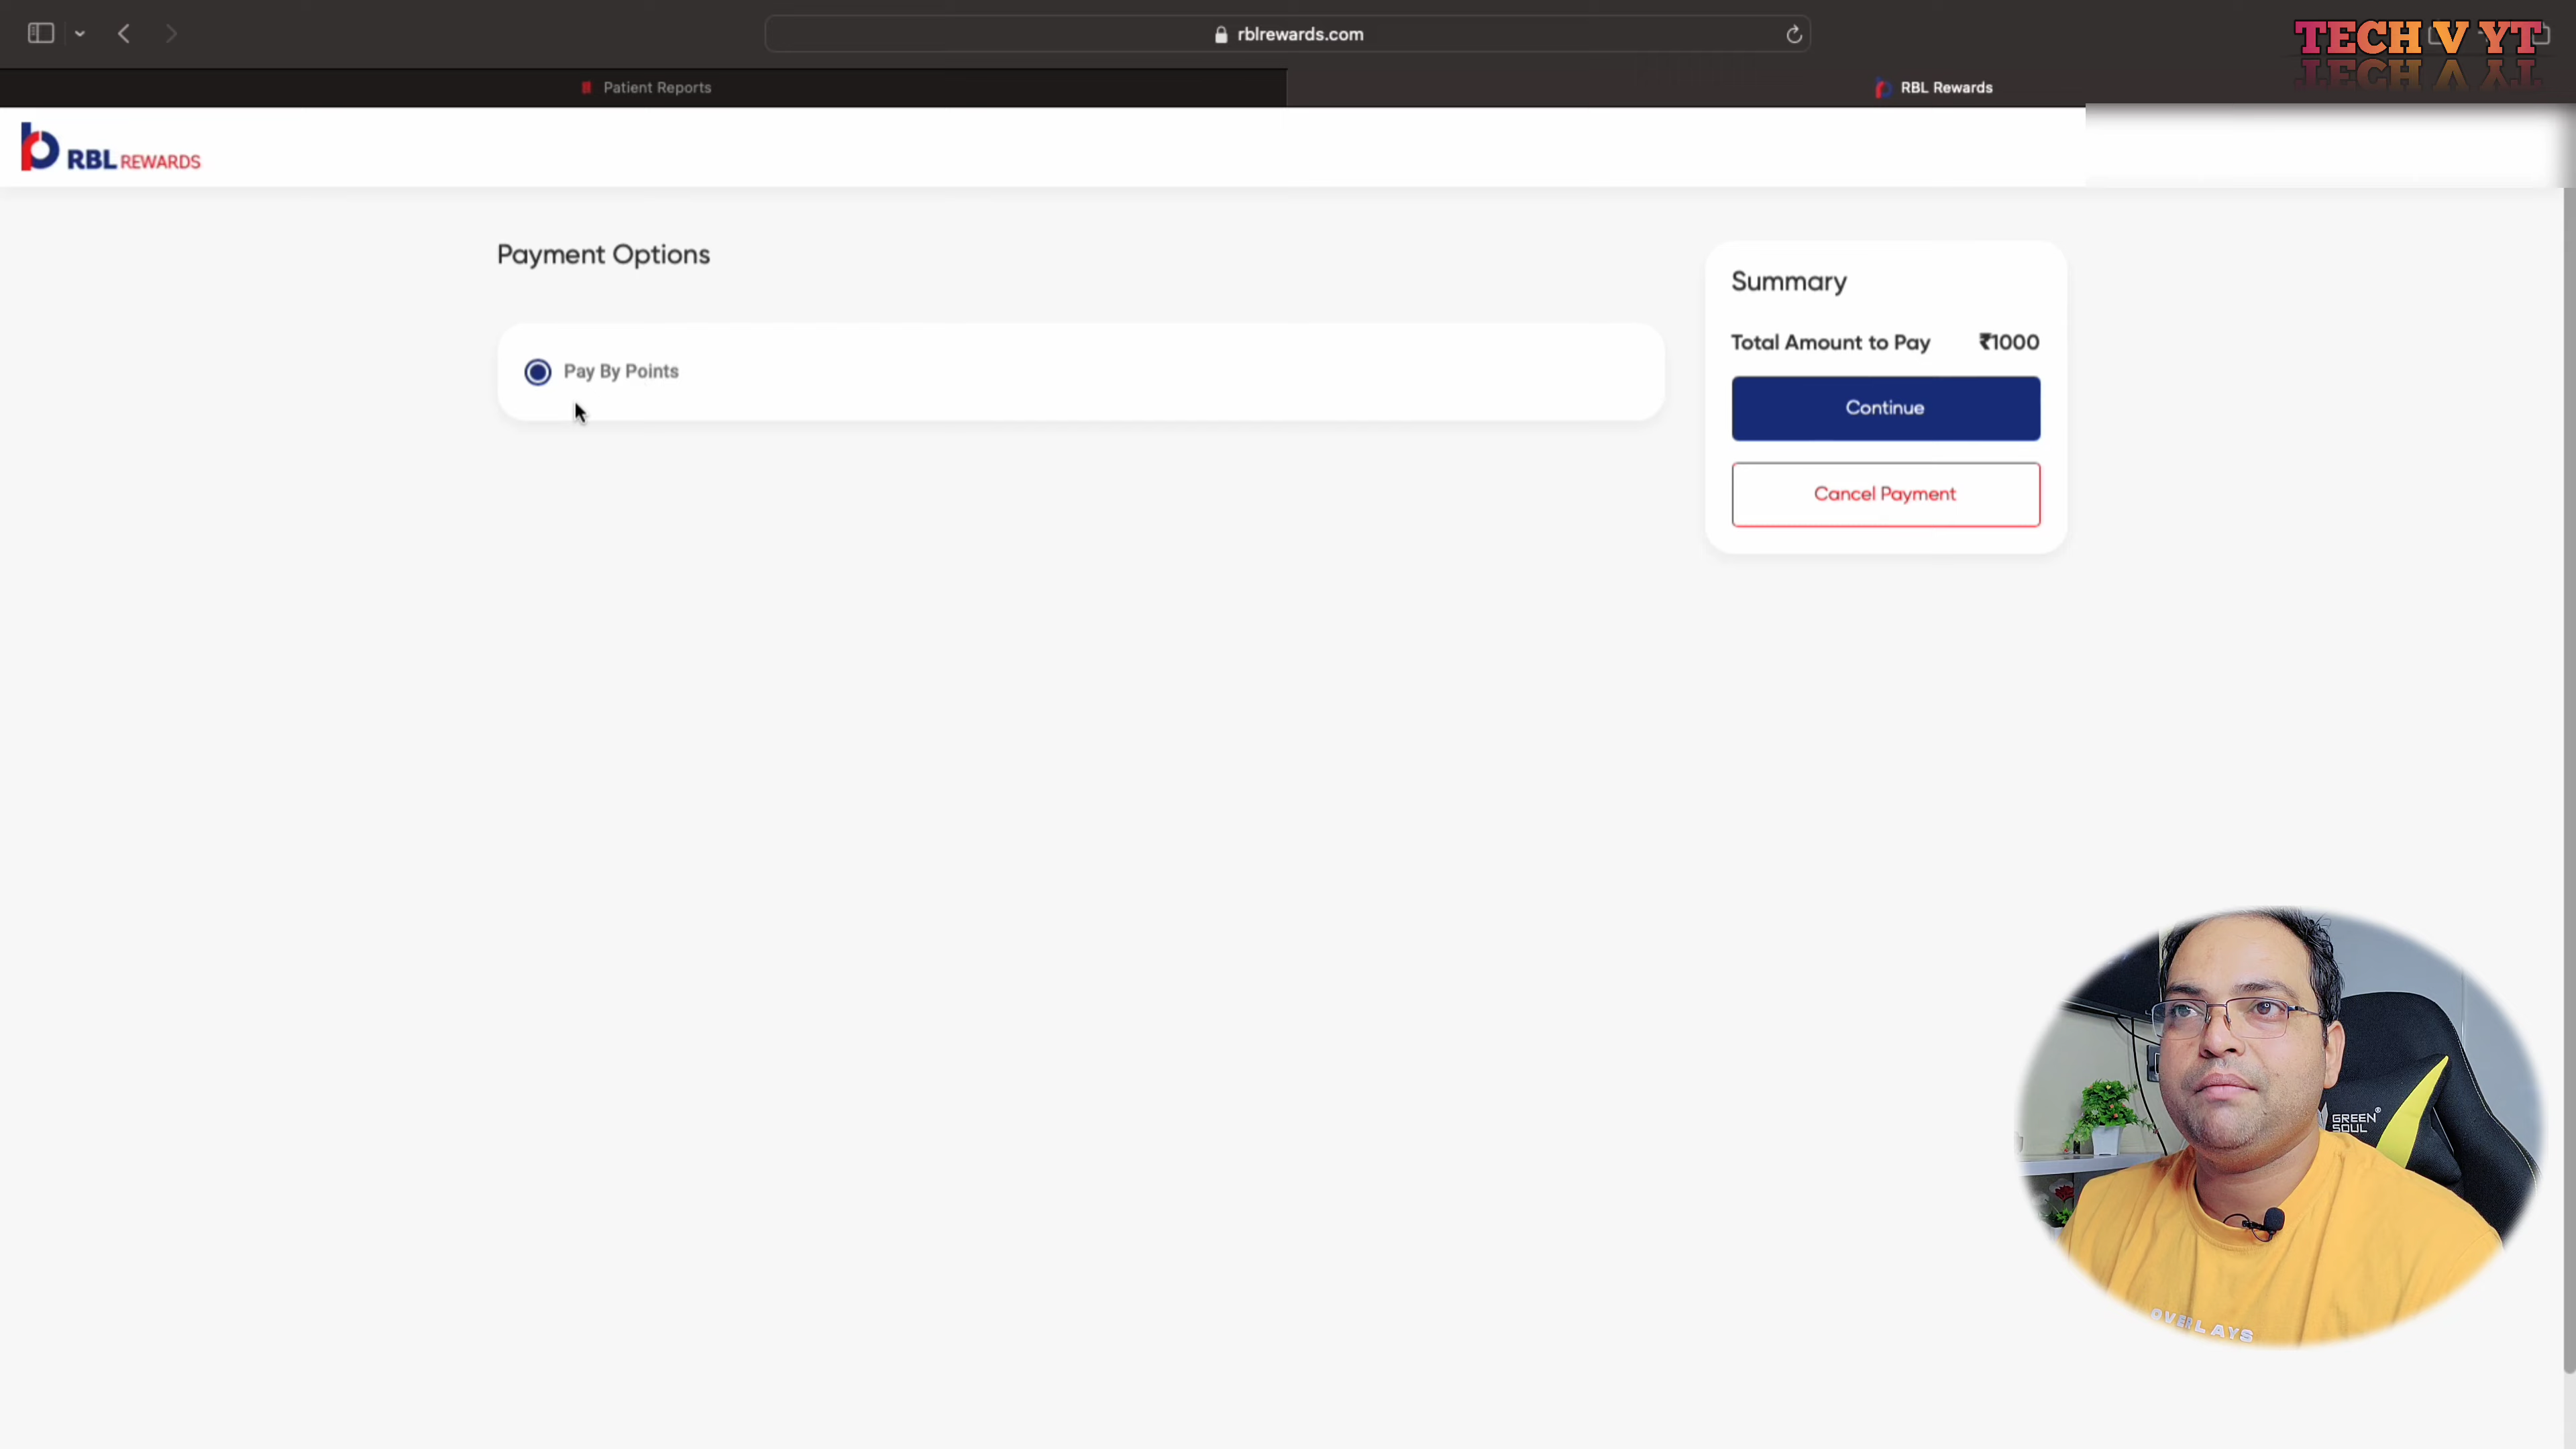 rblrewards.com
TECH V YT
Patient Reports
RBL Rewards
RBL REWARDS
Payment Options
Summary
Total Amount to Pay ₹1000
Pay By Points
Continue
Cancel Payment
GREEN
SOUL
OVERLAYS